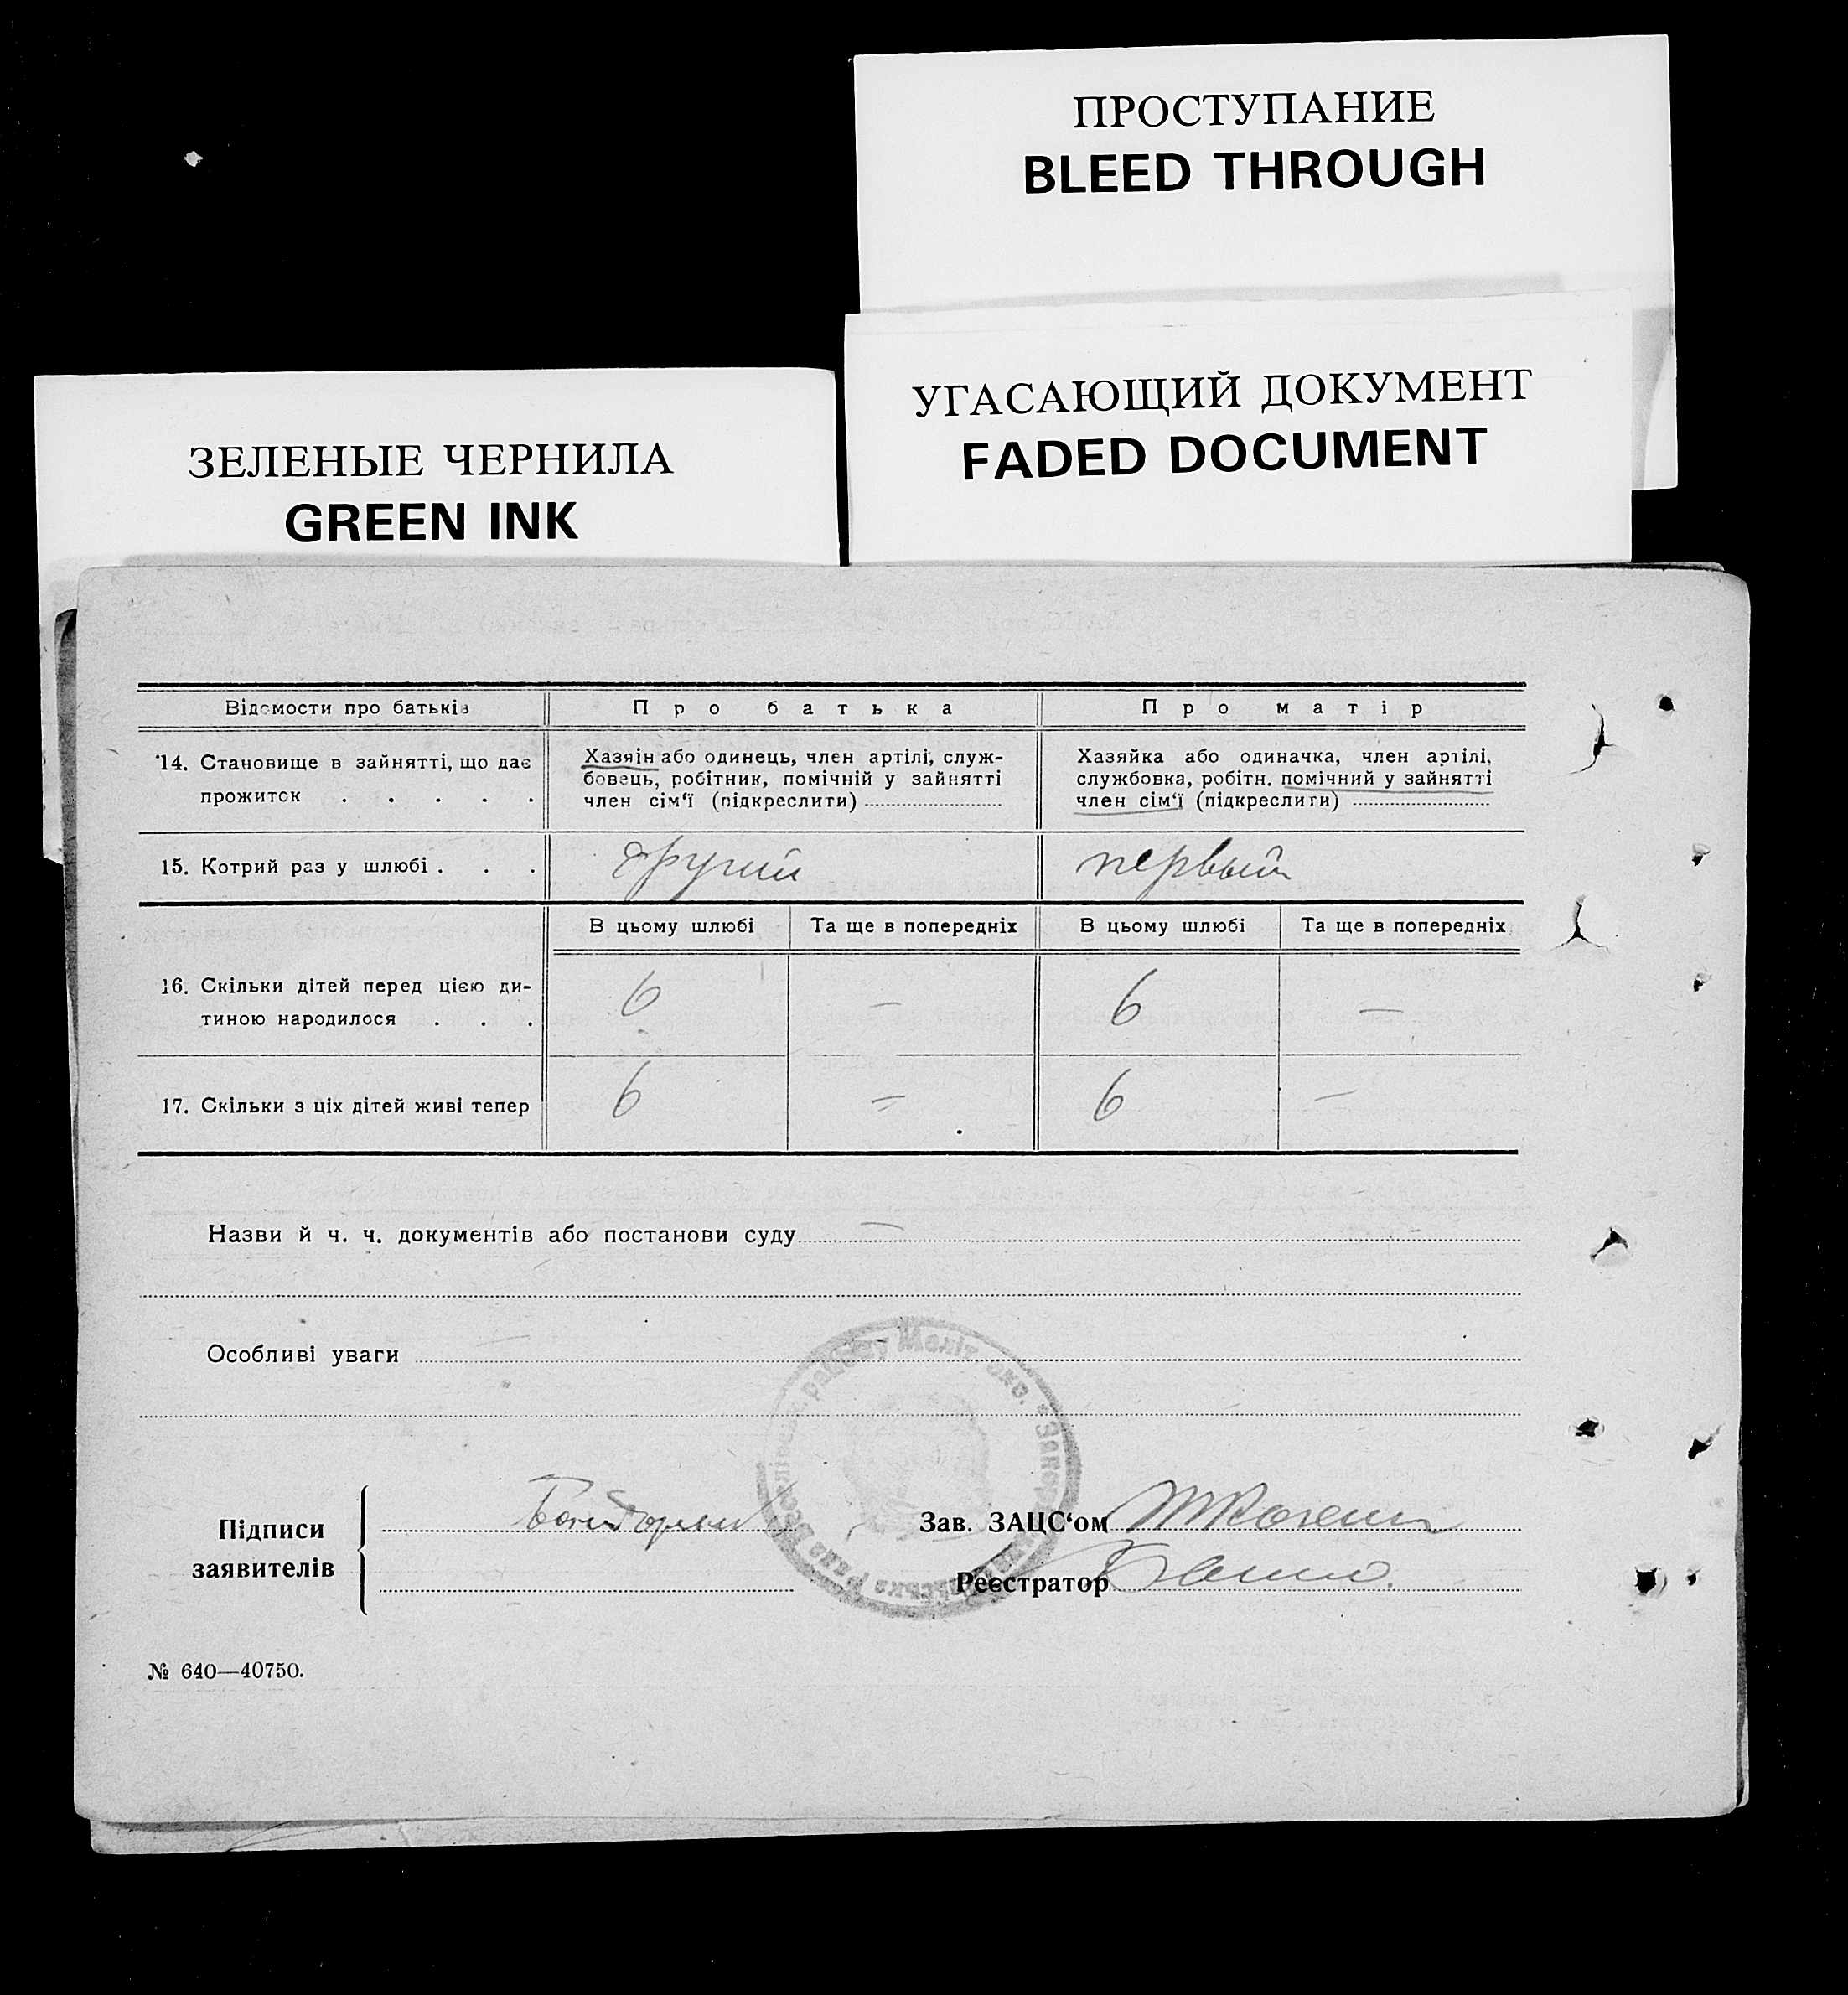 ПРОСТУПАНИЕ
BLEED THROUGH
УГАСАЮЩИЙ ДОКУМЕНТ
FADED DOCUMENT
ЗЕЛЕНЫЕ ЧЕРНИЛА
GREEN INK
Відомости про батьків
Про батька
Про матір
14. Становище в зайнятті, що дає
прожиток . . . . .
Хазяін або одинець, член артілі, служ-
бовець, робітник, помічній у зайнятті
член сім‘ї (підкреслити)
Хазяйка або одиначка, член артілі,
службовка, робітн. помічний у зайнятті
член сім‘ї (підкреслити)
15. Котрий раз у шлюбі . . .
другий
первый
В цьому шлюбі
Та ще в попередніх
В цьому шлюбі
Та ще в попередніх
16. Скільки дітей перед цією ди-
тиною народилося . . .
6
—
6
—
17. Скільки з ціх дітей живі тепер
6
—
6
—
Назви й ч. ч. документів або постанови суду —
Особливі уваги
району Меліт. окр.
Підписи
заявителів
Зав. ЗАЦС‘ом
Реєстратор
№ 640—40750.